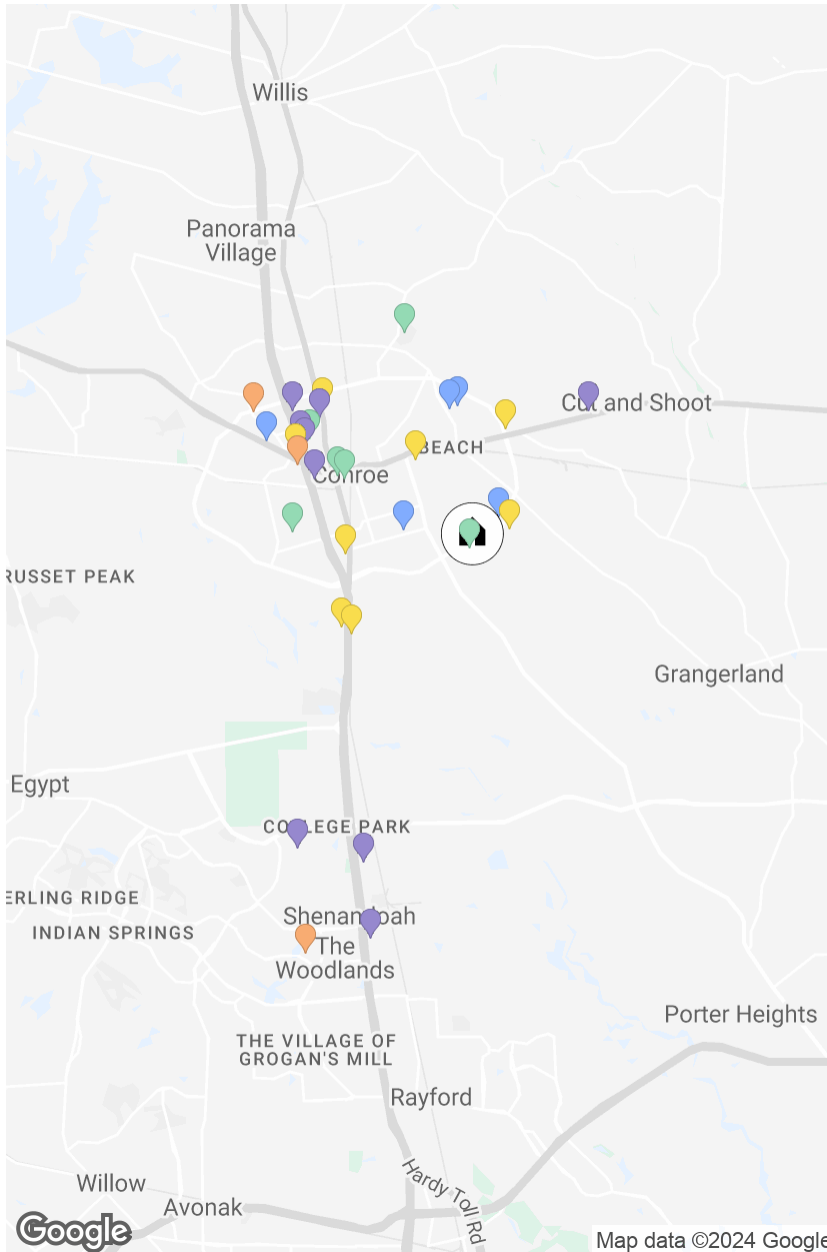 Willis
Panorama
Village
Cut and Shoot
BEACH
Conroe
RUSSET PEAK
Grangerland
Egypt
COLLEGE PARK
ERLING RIDGE
Shenandoah
INDIAN SPRINGS
The
Woodlands
Porter Heights
THE VILLAGE OF
GROGAN'S MILL
Rayford
Hardy Toll Rd
Willow
Avonak
Google
Map data ©2024 Google